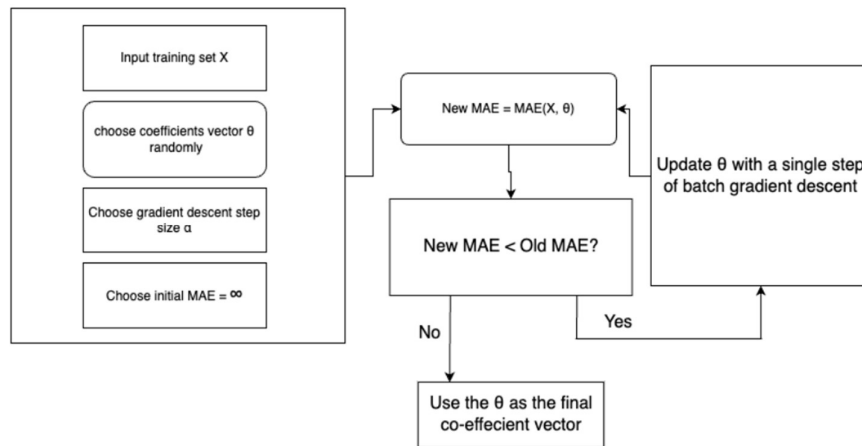 Input training set X
choose coefficients vector θ
randomly
Choose gradient descent step
size α
Choose initial MAE = ∞
New MAE = MAE(X, θ)
New MAE < Old MAE?
No
Yes
Update θ with a single step
of batch gradient descent
Use the θ as the final
co-effecient vector